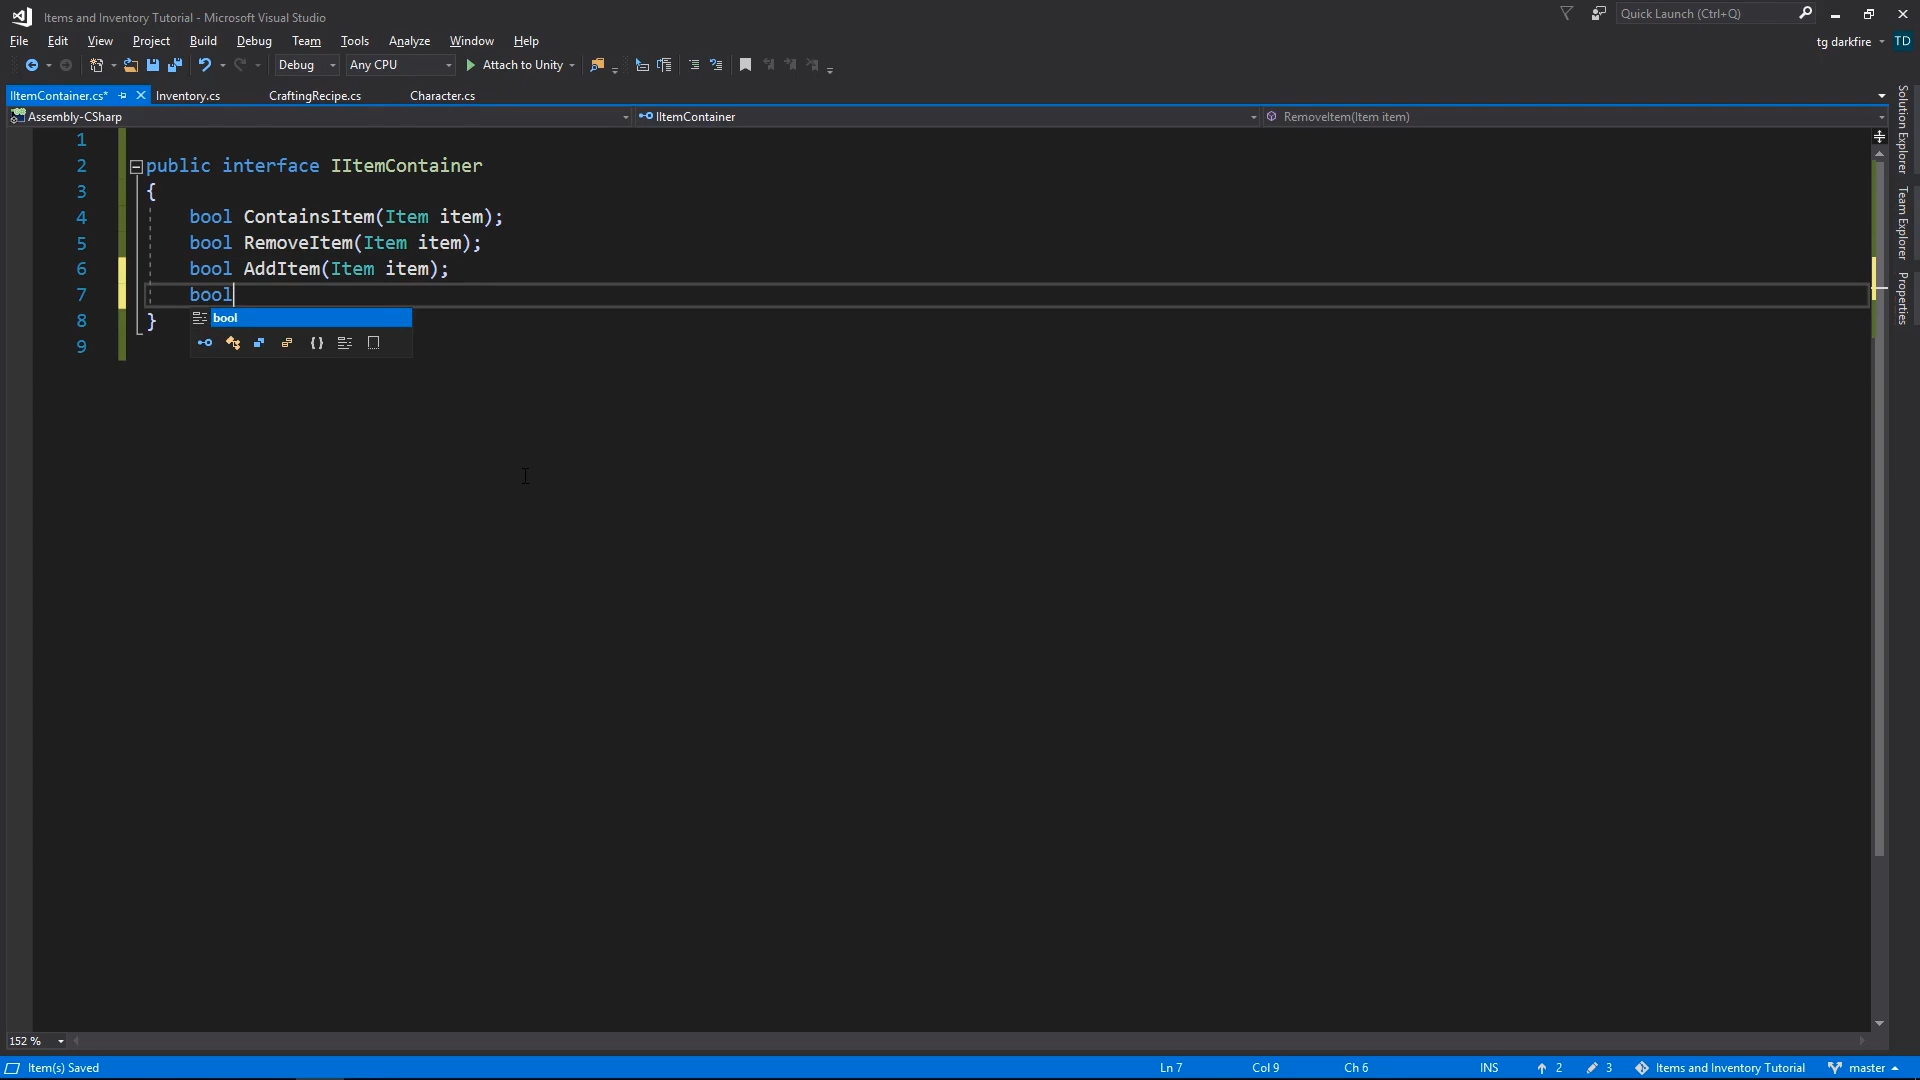 Items and Inventory Tutorial - Microsoft Visual Studio
Quick Launch (Ctrl+Q)
File Edit View Project Build Debug Team Tools Analyze Window Help
tg darkfire TD
Debug Any CPU Attach to Unity
IItemContainer.cs* Inventory.cs CraftingRecipe.cs Character.cs
Assembly-CSharp IItemContainer RemoveItem(Item item)
1
2 public interface IItemContainer
3 {
4 bool ContainsItem(Item item);
5 bool RemoveItem(Item item);
6 bool AddItem(Item item);
7 bool
bool
8 }
9
Solution Explorer
Team Explorer
Properties
152 %
Item(s) Saved Ln 7 Col 9 Ch 6 INS 2 3 Items and Inventory Tutorial master